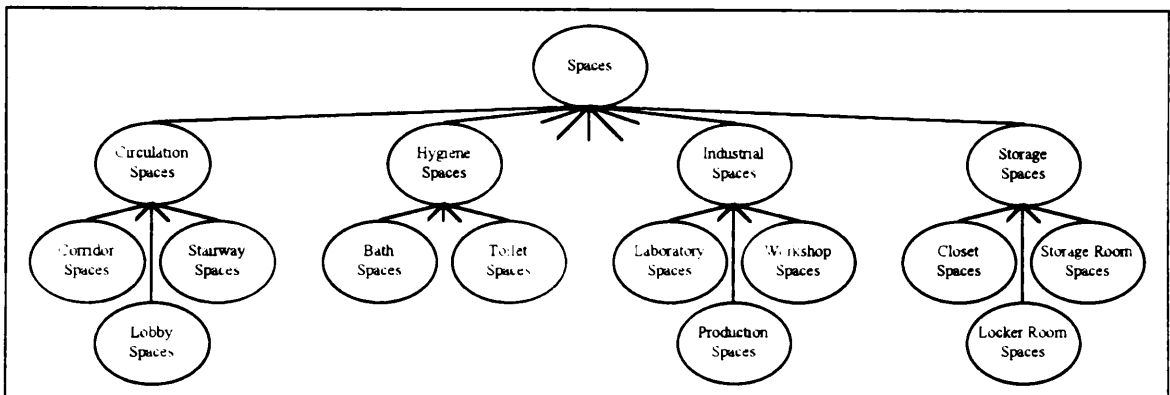 Spaces
Circulation
Spaces
Hygiene
Spaces
Industrial
Spaces
Storage
Spaces
Corridor
Spaces
Stairway
Spaces
Bath
Spaces
Toilet
Spaces
Laboratory
Spaces
Workshop
Spaces
Closet
Spaces
Storage Room
Spaces
Lobby
Spaces
Production
Spaces
Locker Room
Spaces